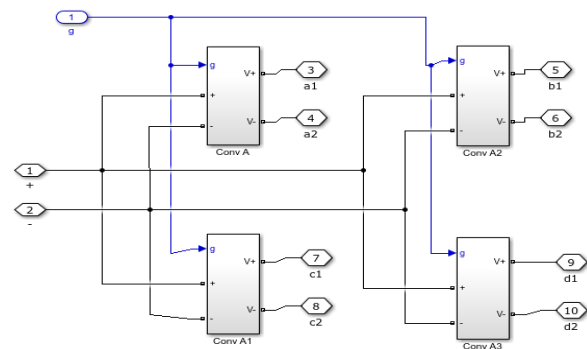 1
g
g
V+
3
a1
+
V-
4
a2
-
Conv A
g
V+
5
b1
+
V-
6
b2
-
Conv A2
1
+
2
-
g
V+
7
c1
+
V-
8
c2
-
Conv A1
g
V+
9
d1
+
V-
10
d2
-
Conv A3